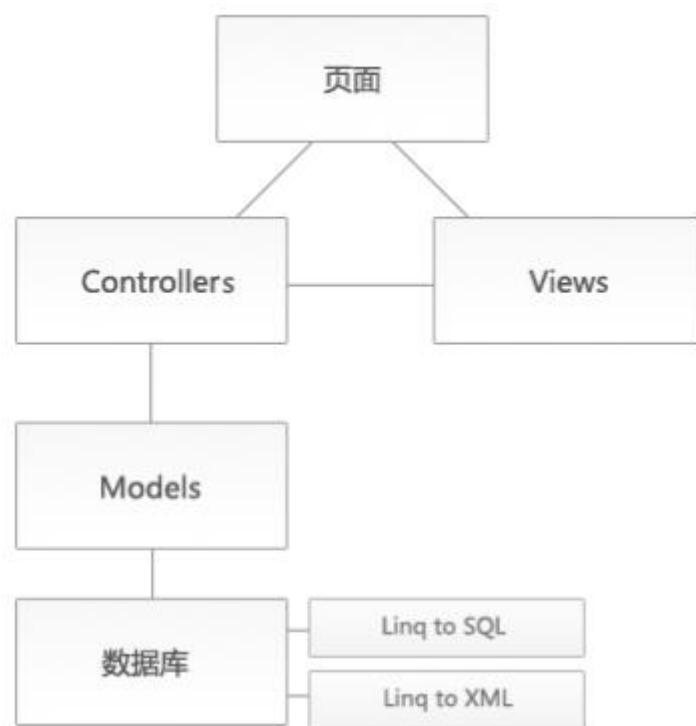 页面
Controllers
Views
Models
数据库
Linq to SQL
Linq to XML